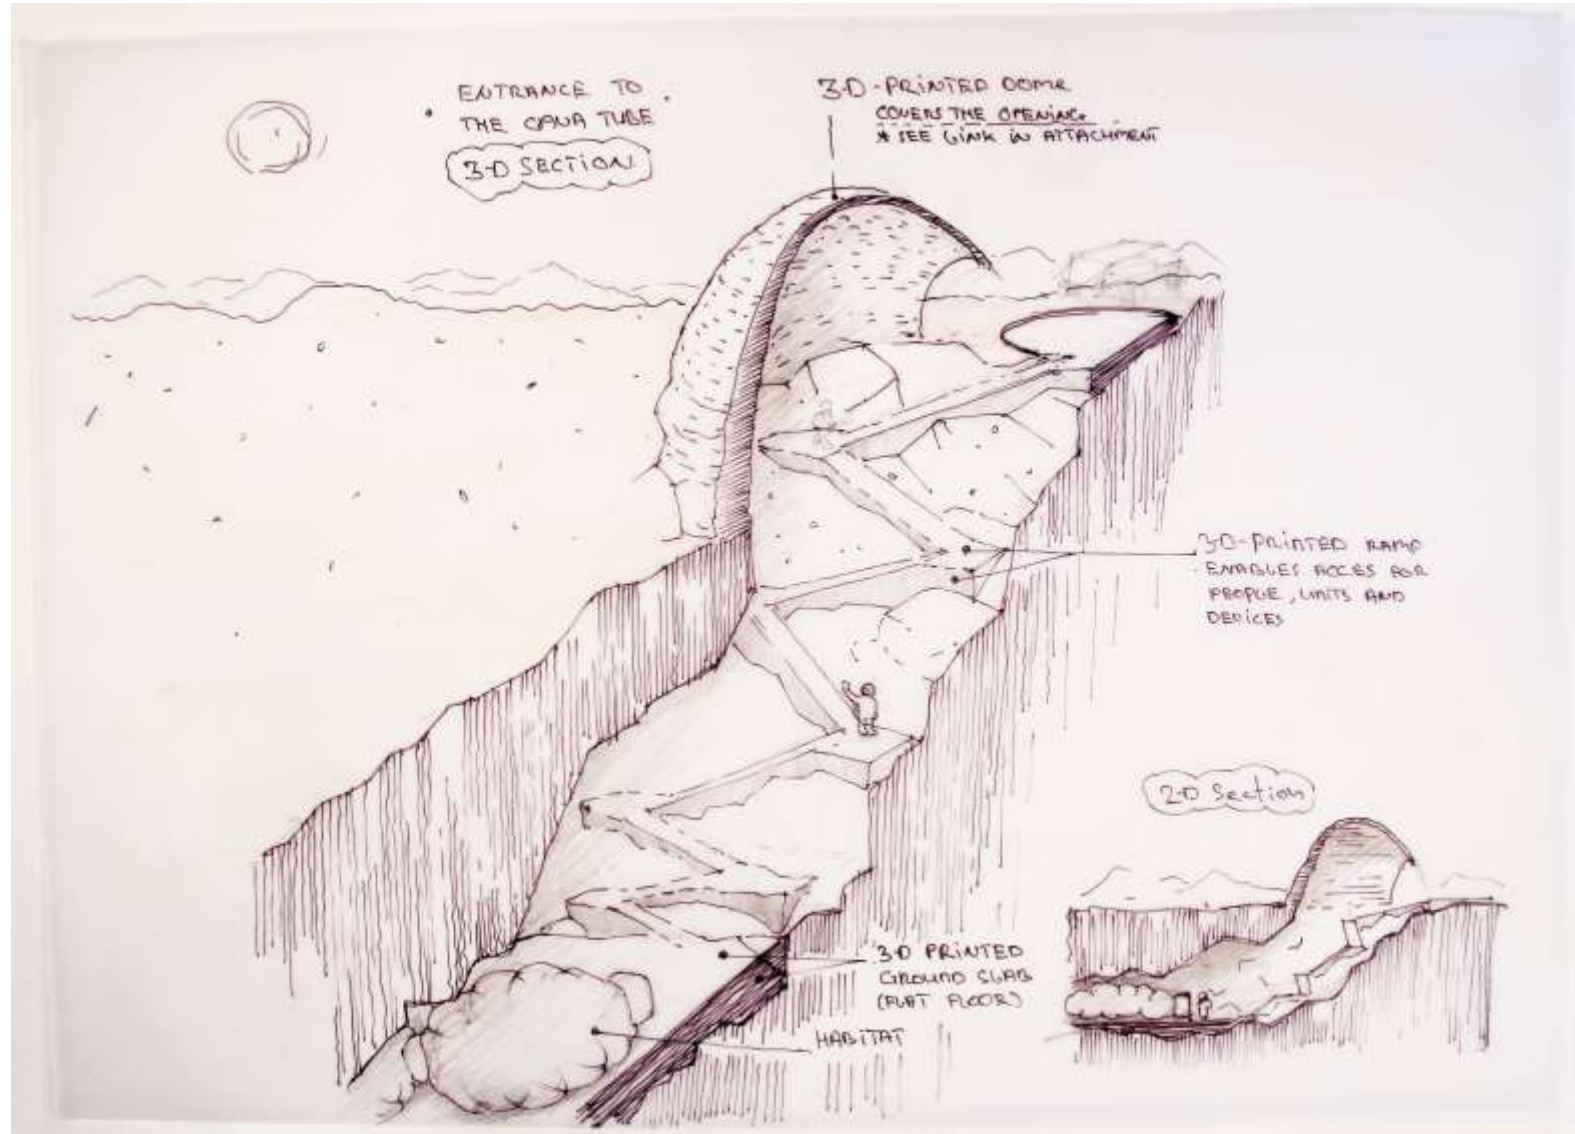 ENTRANCE TO
THE LAVA TUBE
3-D SECTION
3-D-PRINTED DOME
COVERS THE OPENING
* SEE LINK IN ATTACHMENT
3-D-PRINTED RAMP
ENABLES ACCES FOR
PEOPLE, UNITS AND
DEVICES
2-D Section
3-D PRINTED
GROUND SLAB
(FLAT FLOOR)
HABITAT